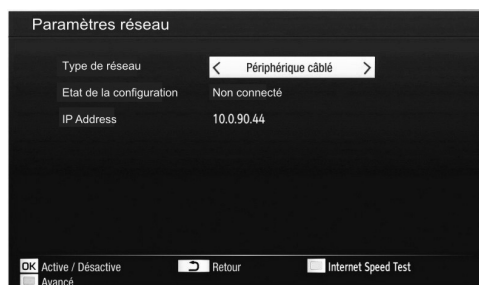 Paramètres réseau
Type de réseau < Périphérique câblé >
Etat de la configuration Non connecté
IP Address 10.0.90.44
OK Active / Désactive Retour Internet Speed Test
Avancé